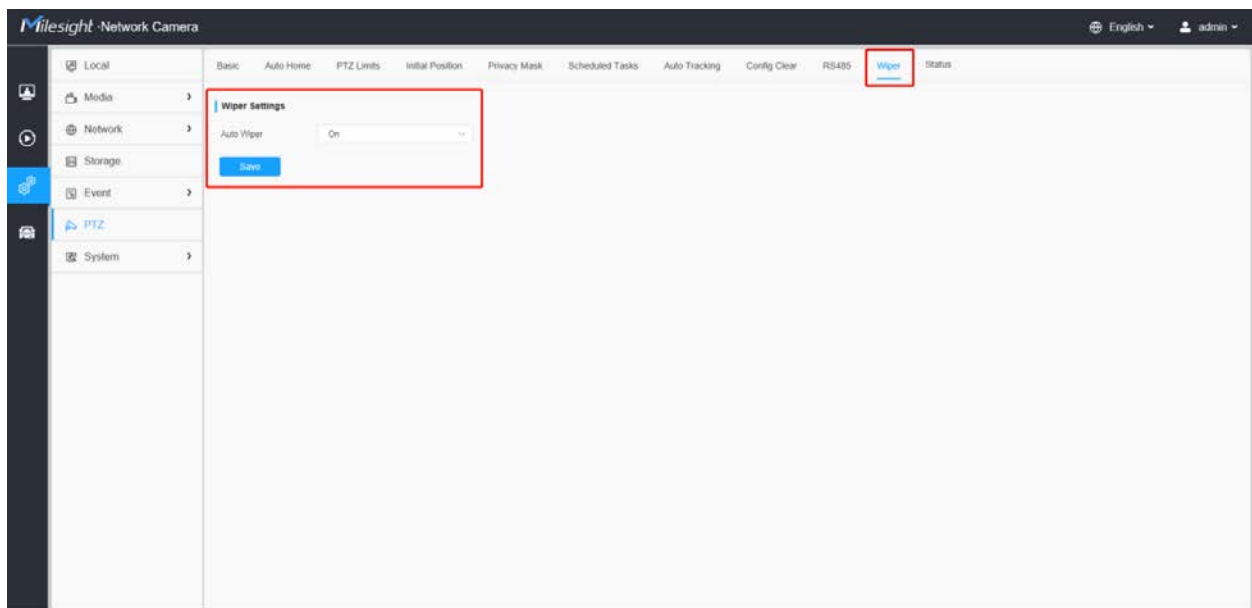 Milesight · Network Camera
English
admin
Local
Media
Network
Storage
Event
PTZ
System
Basic Auto Home PTZ Limits Initial Position Privacy Mask Scheduled Tasks Auto Tracking Config Clear RS485 Wiper Status
Wiper Settings
Auto Wiper On
Save